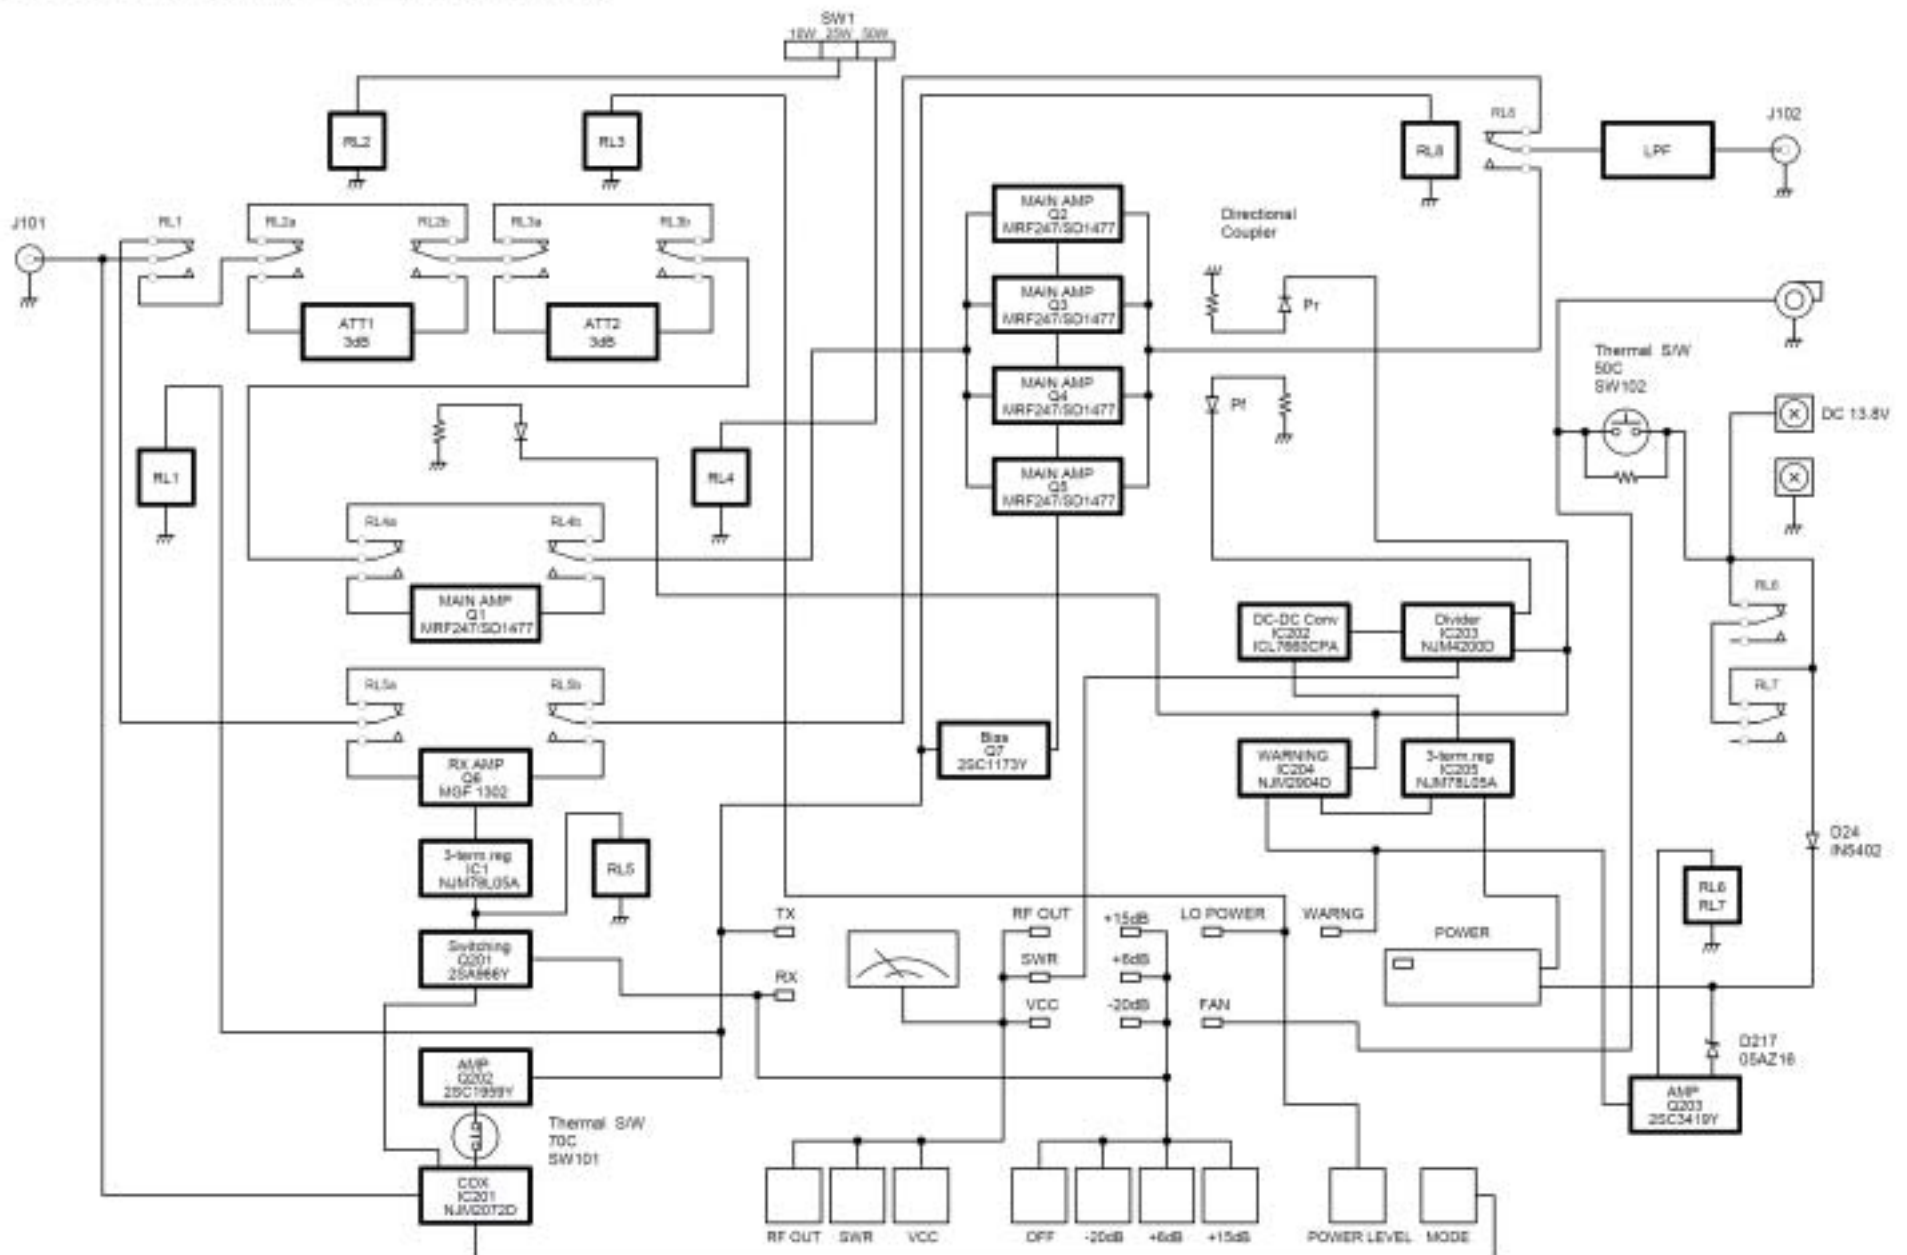 SW1
10W 25W 50W
RL2
RL3
RL8
J102
LPF
J101
RL1
RL2a
RL2b
RL3a
RL3b
ATT1
3dB
ATT2
3dB
MAIN AMP
Q2
MRF247/SD1477
MAIN AMP
Q3
MRF247/SD1477
MAIN AMP
Q4
MRF247/SD1477
MAIN AMP
Q5
MRF247/SD1477
Directional
Coupler
Pr
Pf
Thermal S/W
50C
SW102
DC 13.8V
RL1
RL4
RL4a
RL4b
MAIN AMP
Q1
MRF247/SD1477
RL5a
RL5b
RX AMP
Q6
MGF 1302
3-term.reg
IC1
NJM78L05A
RL5
Switching
Q201
2SA966Y
AMP
Q202
2SC1959Y
Thermal S/W
70C
SW101
COX
IC201
NJM2072D
Bias
Q7
2SC1173Y
DC-DC Conv
IC202
ICL7660CPA
Divider
IC203
NJM4200D
WARNING
IC204
NJM2904D
3-term.reg
IC205
NJM78L05A
RL6
RL7
D24
IN5402
RL6
RL7
TX
RX
RF OUT
SWR
VCC
+15dB
+6dB
-20dB
LO POWER
FAN
WARNG
POWER
D217
05AZ16
AMP
Q203
2SC3419Y
RF OUT SWR VCC
OFF -20dB +6dB +15dB
POWER LEVEL MODE